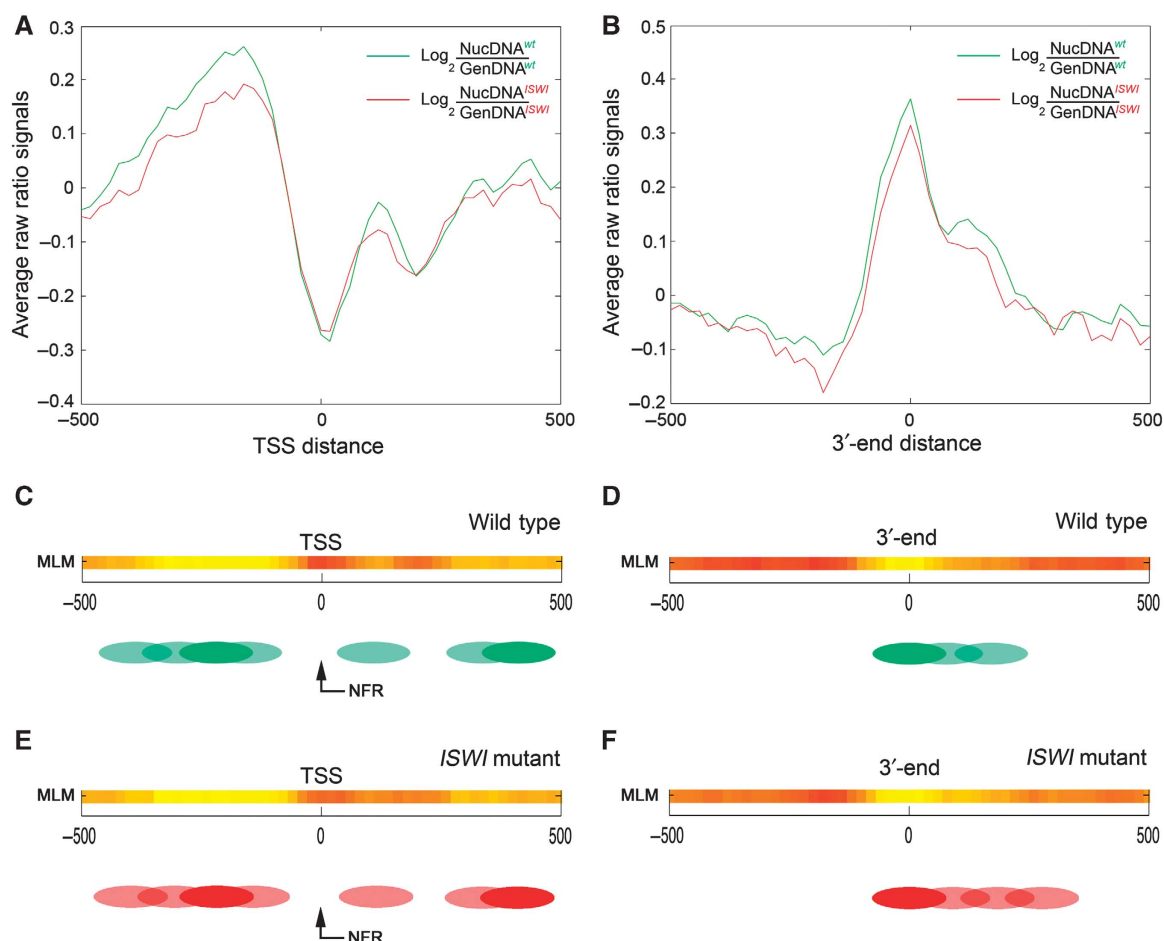 A
0.3
0.2
0.1
0
–0.1
–0.2
–0.3
–0.4
Average raw ratio signals
–500
0
500
TSS distance
Log2 NucDNAwt
GenDNAwt
Log2 NucDNAISWI
GenDNAISWI
B
0.5
0.4
0.3
0.2
0.1
0
–0.1
–0.2
Average raw ratio signals
–500
0
500
3′-end distance
Log2 NucDNAwt
GenDNAwt
Log2 NucDNAISWI
GenDNAISWI
C
Wild type
TSS
MLM
–500
0
500
NFR
D
Wild type
3′-end
MLM
–500
0
500
E
ISWI mutant
TSS
MLM
–500
0
500
NFR
F
ISWI mutant
3′-end
MLM
–500
0
500